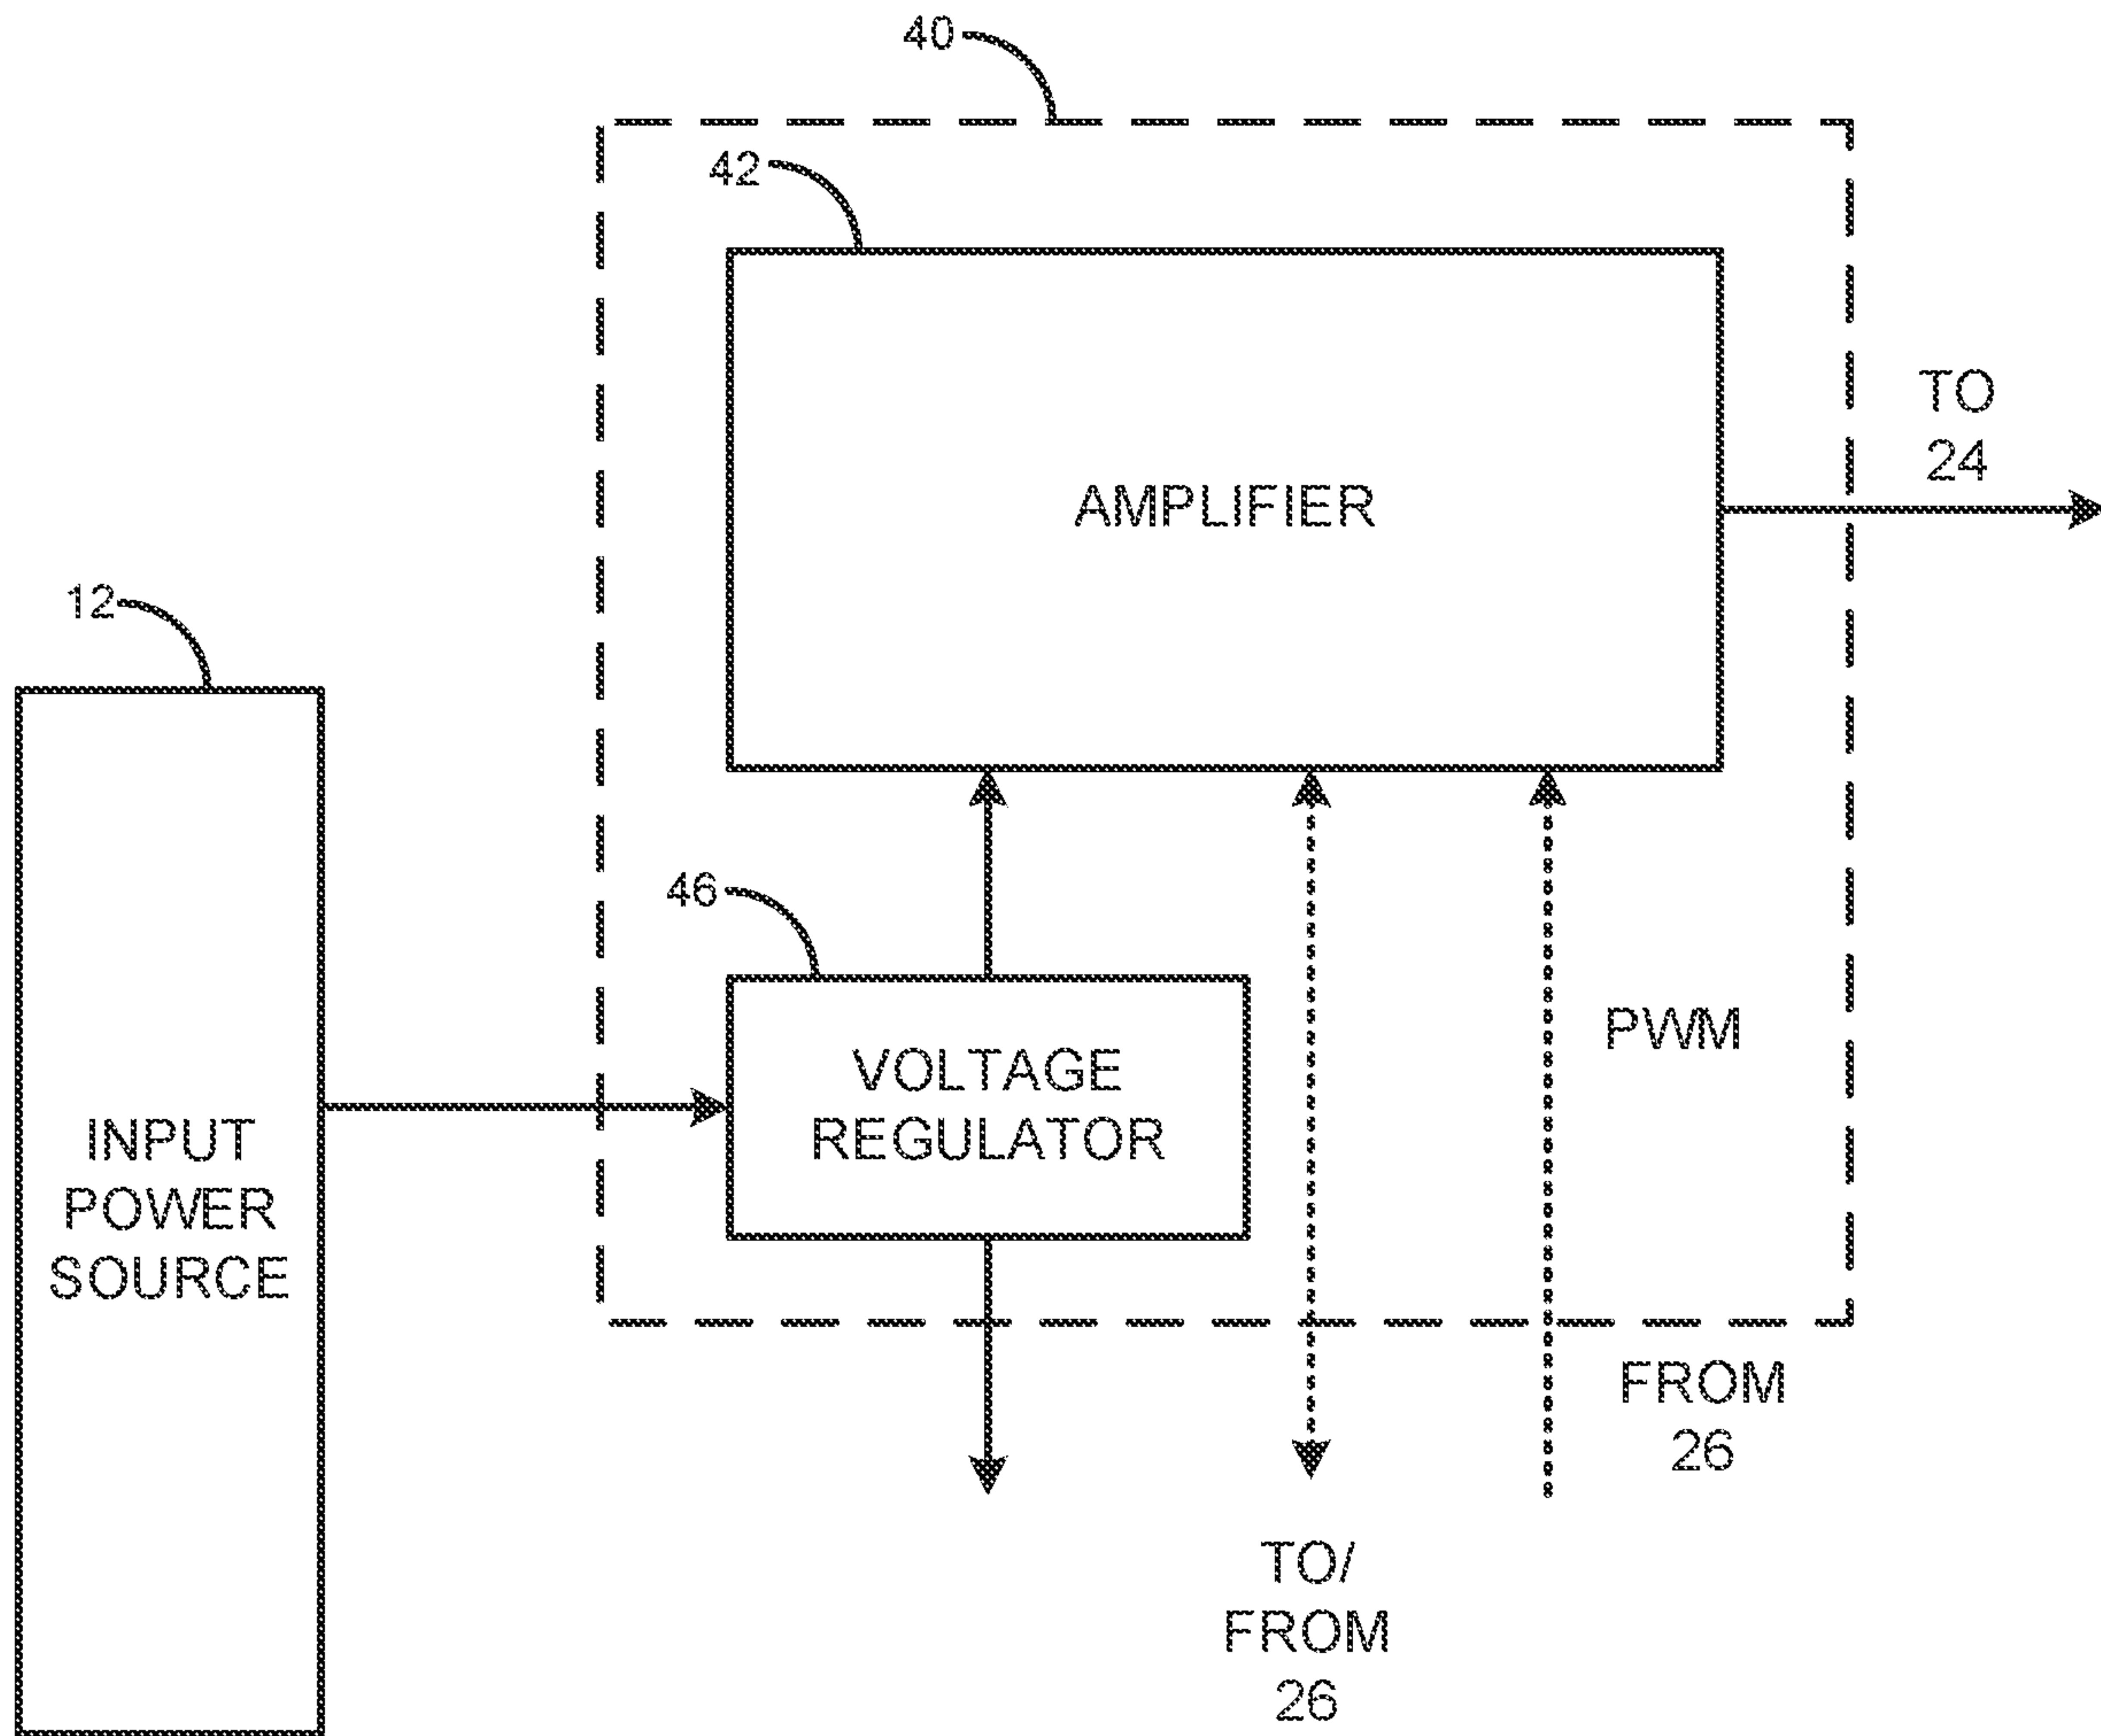 40
42
TO
24
AMPLIFIER
12
46
PWM
VOLTAGE
REGULATOR
INPUT
POWER
SOURCE
FROM
26
TO/
FROM
26